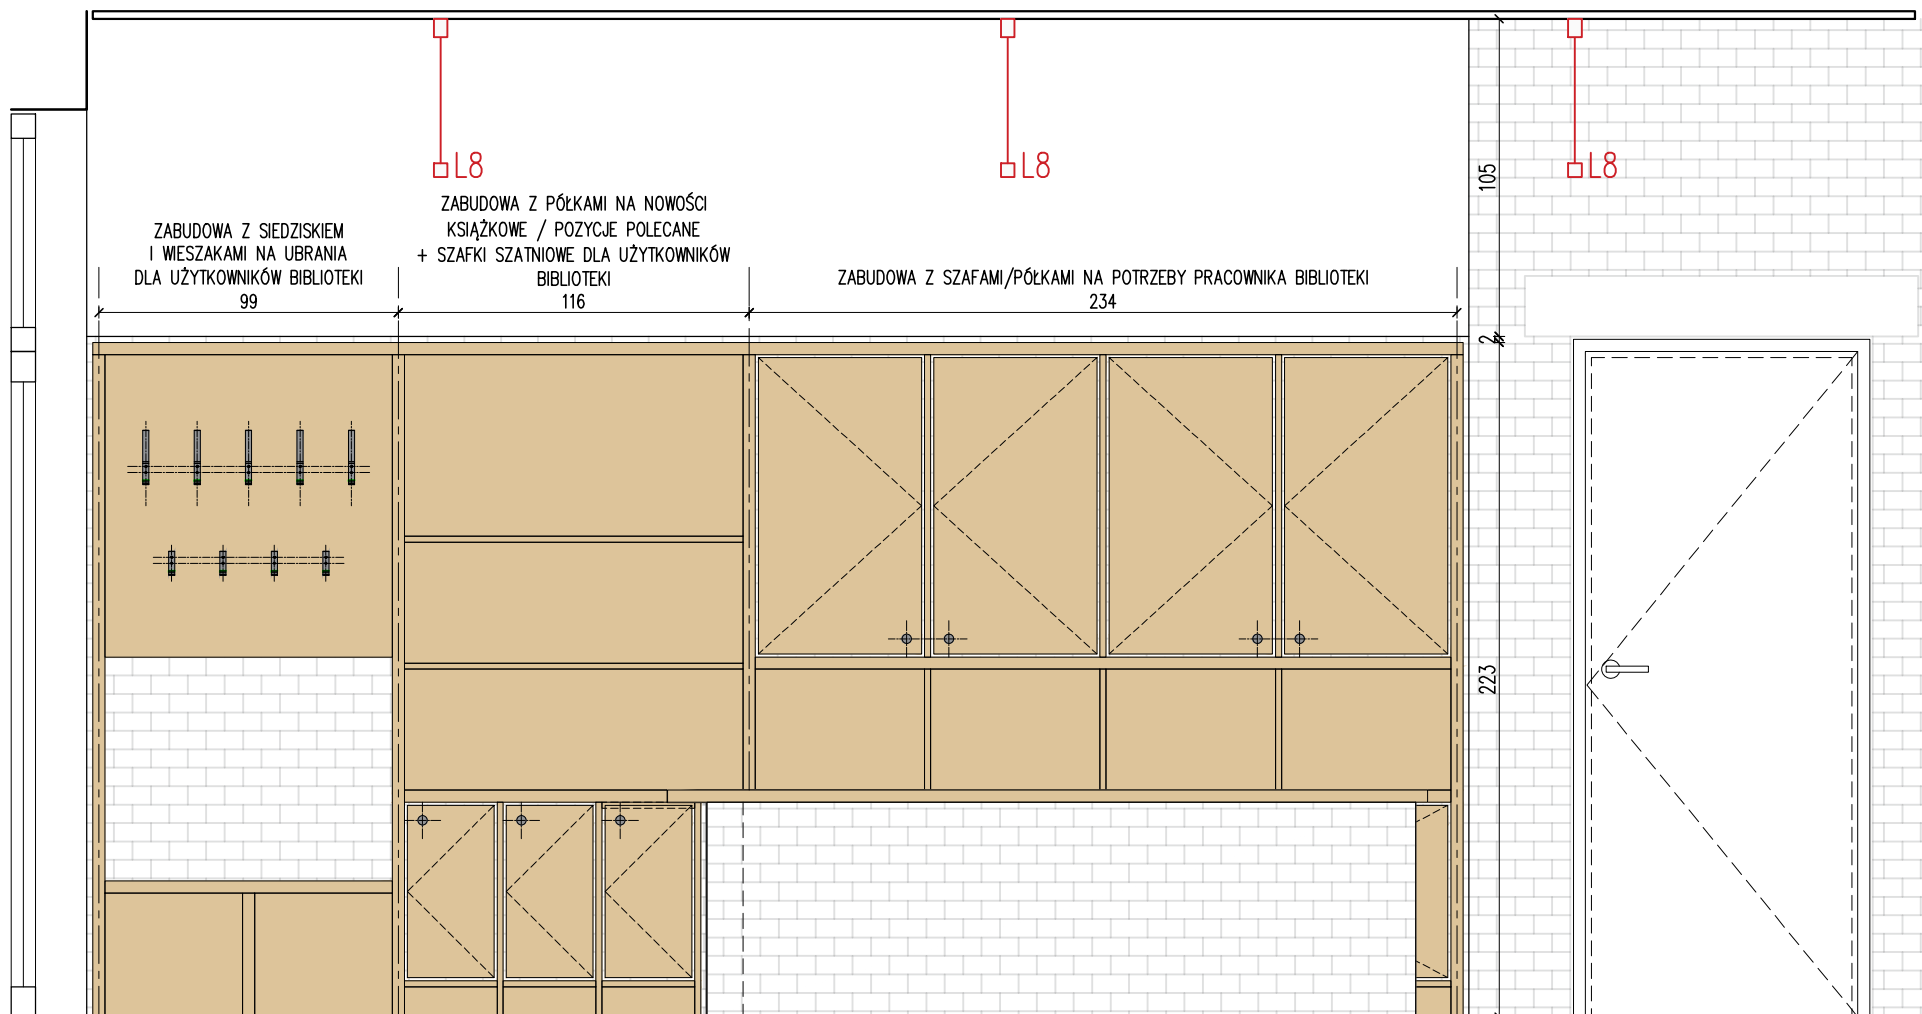 L8
L8
L8
ZABUDOWA Z SIEDZISKIEM
I WIESZAKAMI NA UBRANIA
DLA UŻYTKOWNIKÓW BIBLIOTEKI
99
ZABUDOWA Z PÓŁKAMI NA NOWOŚCI
KSIĄŻKOWE / POZYCJE POLECANE
+ SZAFKI SZATNIOWE DLA UŻYTKOWNIKÓW
BIBLIOTEKI
116
ZABUDOWA Z SZAFAMI/PÓŁKAMI NA POTRZEBY PRACOWNIKA BIBLIOTEKI
234
105
2
223